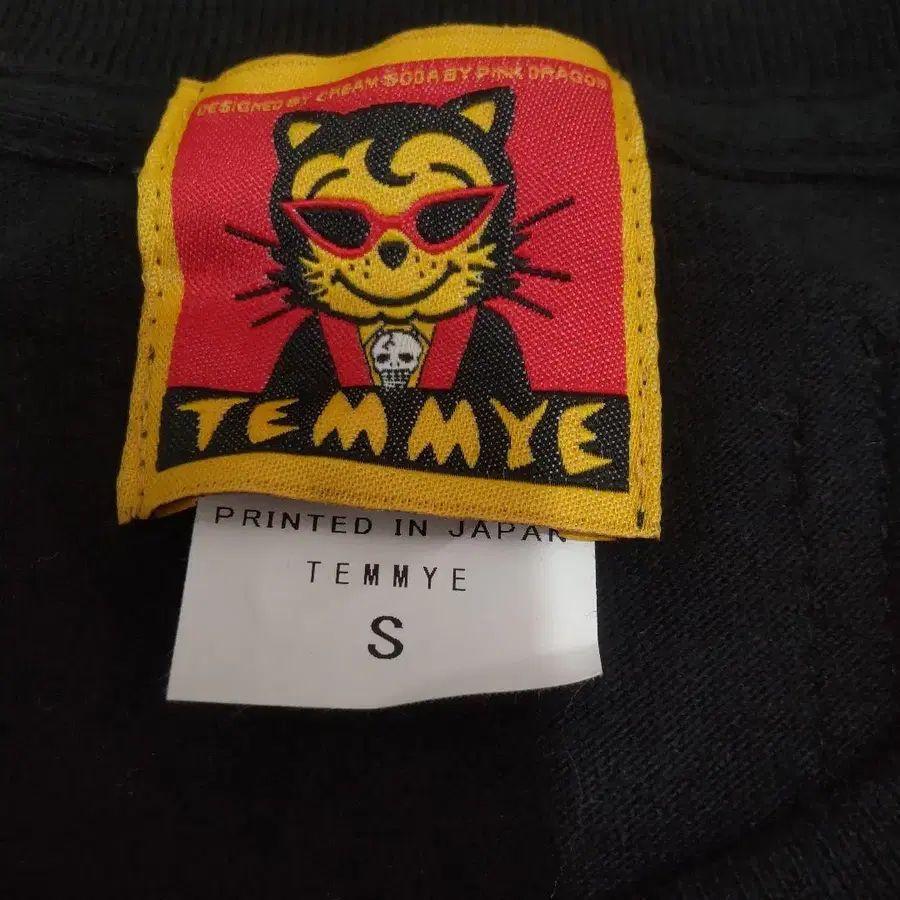 DESIGNED BY CREAM SODA BY PINK DRAGON
TEMMYE
PRINTED IN JAPAN
TEMMYE
S